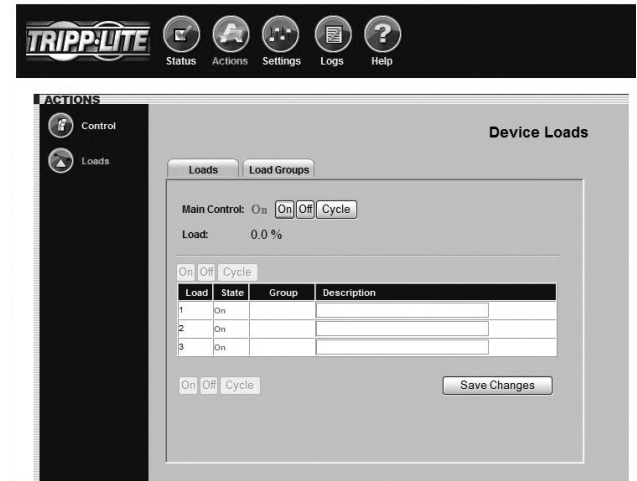 TRIPP·LITE
Status Actions Settings Logs Help
ACTIONS
Control
Loads
Device Loads
Loads Load Groups
Main Control: On On Off Cycle
Load: 0.0 %
On Off Cycle
Load State Group Description
1 On
2 On
3 On
On Off Cycle Save Changes